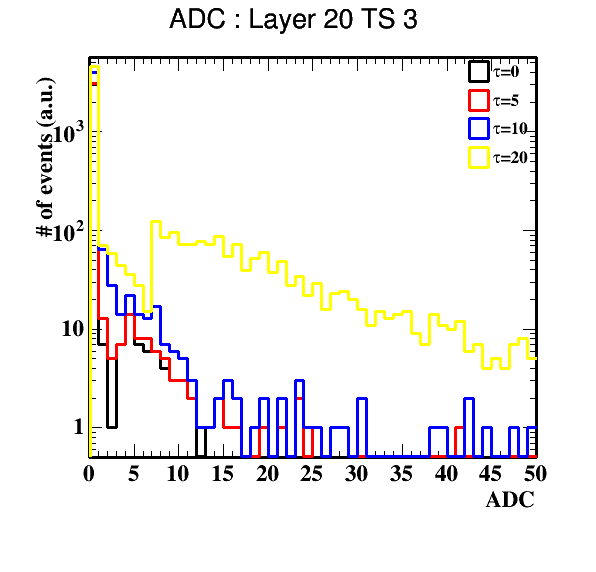 ADC : Layer 20 TS 3
# of events (a.u.)
10³
10²
10
1
τ=0
τ=5
τ=10
τ=20
0 5 10 15 20 25 30 35 40 45 50
ADC